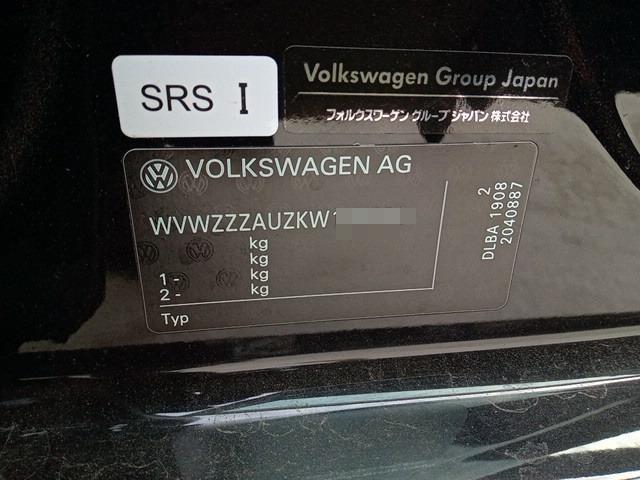 SRS I
Volkswagen Group Japan
フォルクスワーゲン グループ ジャパン 株式会社
VOLKSWAGEN AG
WVWZZZAUZKW1
kg
kg
1 - kg
2 - kg
Typ
2
DLBA 1908
2040887